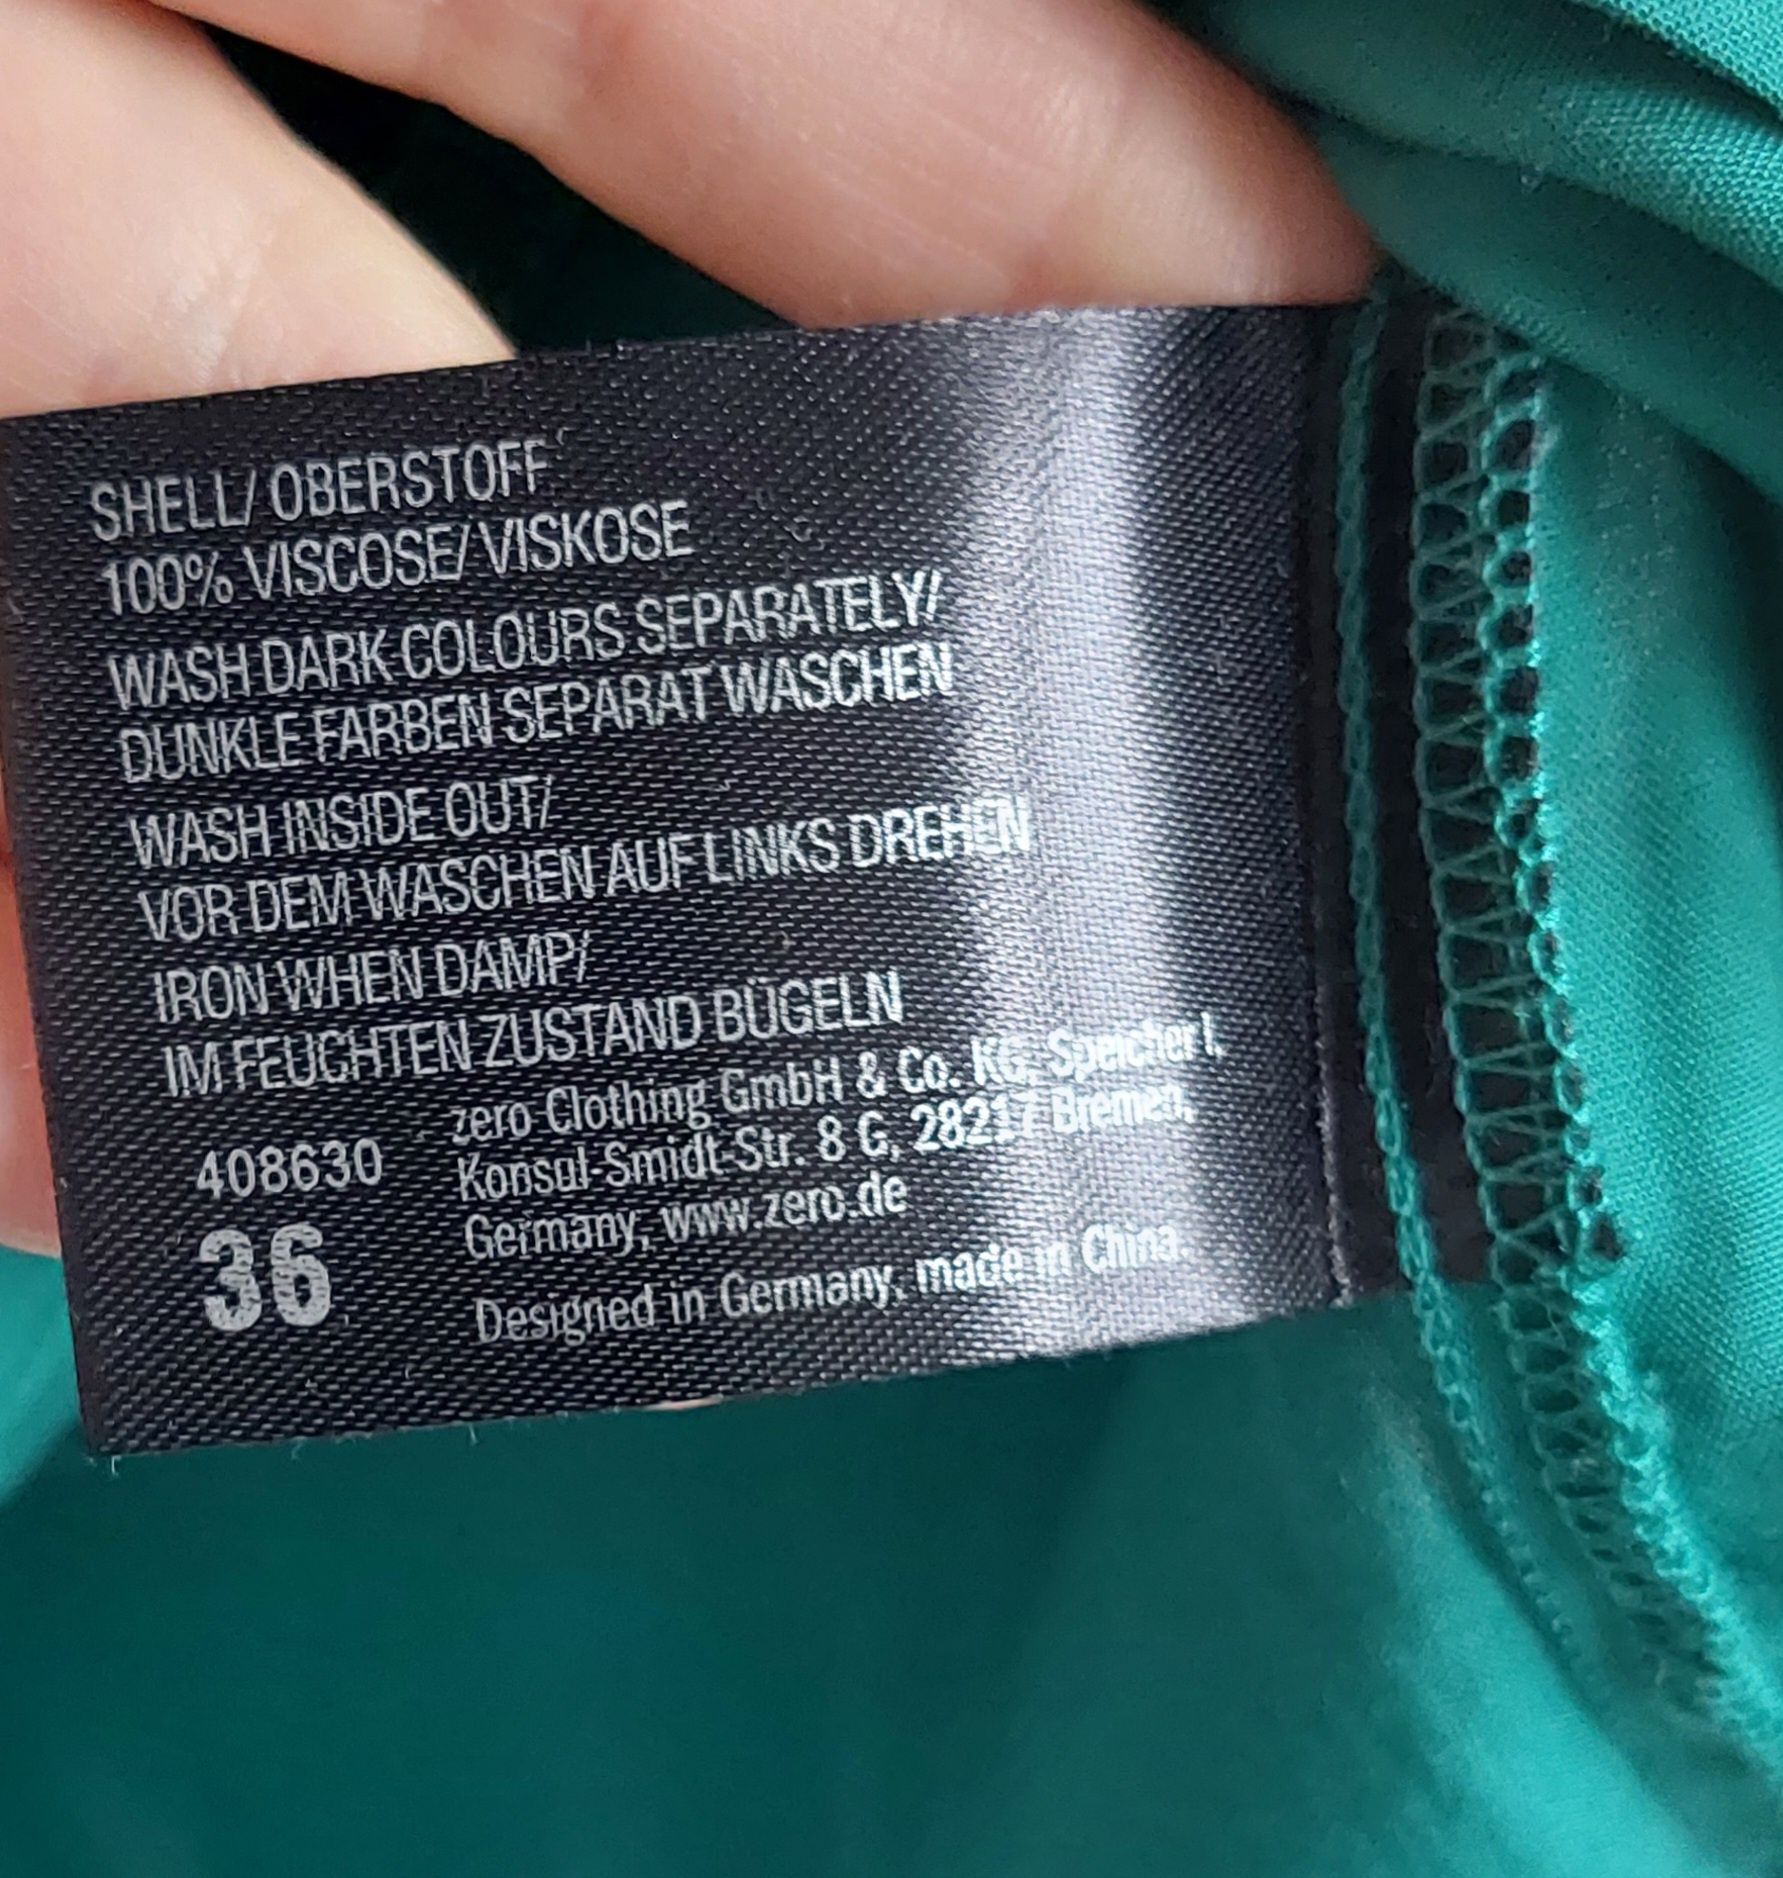 SHELL/ OBERSTOFF
100% VISCOSE/ VISKOSE
WASH DARK COLOURS SEPARATELY/
DUNKLE FARBEN SEPARAT WASCHEN
WASH INSIDE OUT/
VOR DEM WASCHEN AUF LINKS DREHEN
IRON WHEN DAMP/
IM FEUCHTEN ZUSTAND BÜGELN
zero Clothing GmbH & Co. KG, Speicher I,
408630 Konsul-Smidt-Str. 8 G, 28217 Bremen,
Germany, www.zero.de
36
Designed in Germany, made in China.